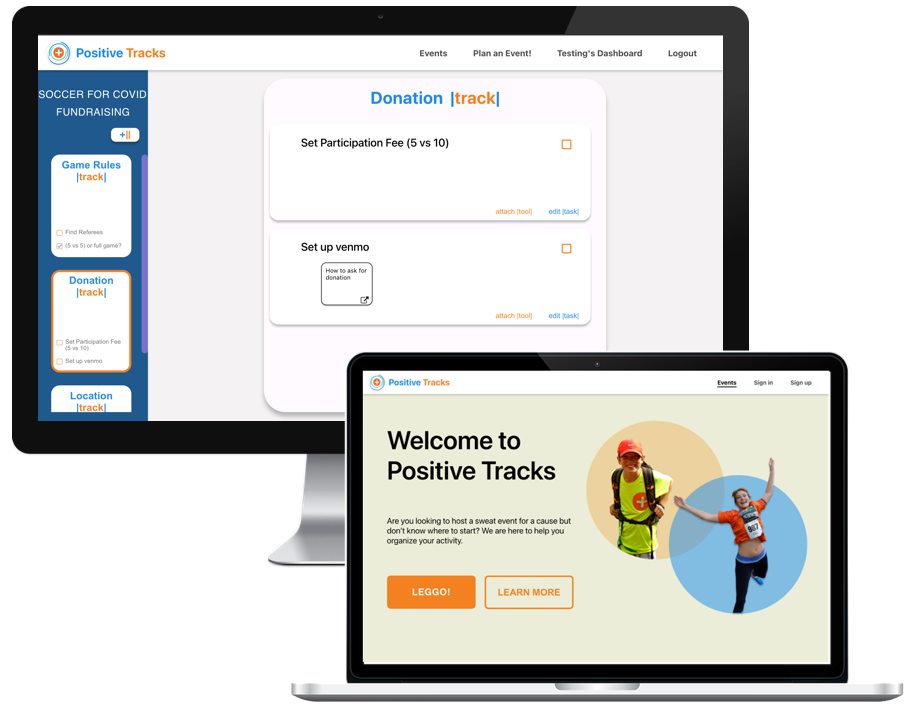 Positive Tracks
Events
Plan an Event!
Testing's Dashboard
Logout
SOCCER FOR COVID
FUNDRAISING
+||
Game Rules
|track|
Find Referees
(5 vs 5) or full game?
Donation
|track|
Set Participation Fee
(5 vs 10)
Set up venmo
Location
|track|
Donation |track|
Set Participation Fee (5 vs 10)
attach |tool|
edit |task|
Set up venmo
How to ask for
donation
attach |tool|
edit |task|
Positive Tracks
Events
Sign in
Sign up
Welcome to
Positive Tracks
Are you looking to host a sweat event for a cause but
don't know where to start? We are here to help you
organize your activity.
LEGGO!
LEARN MORE